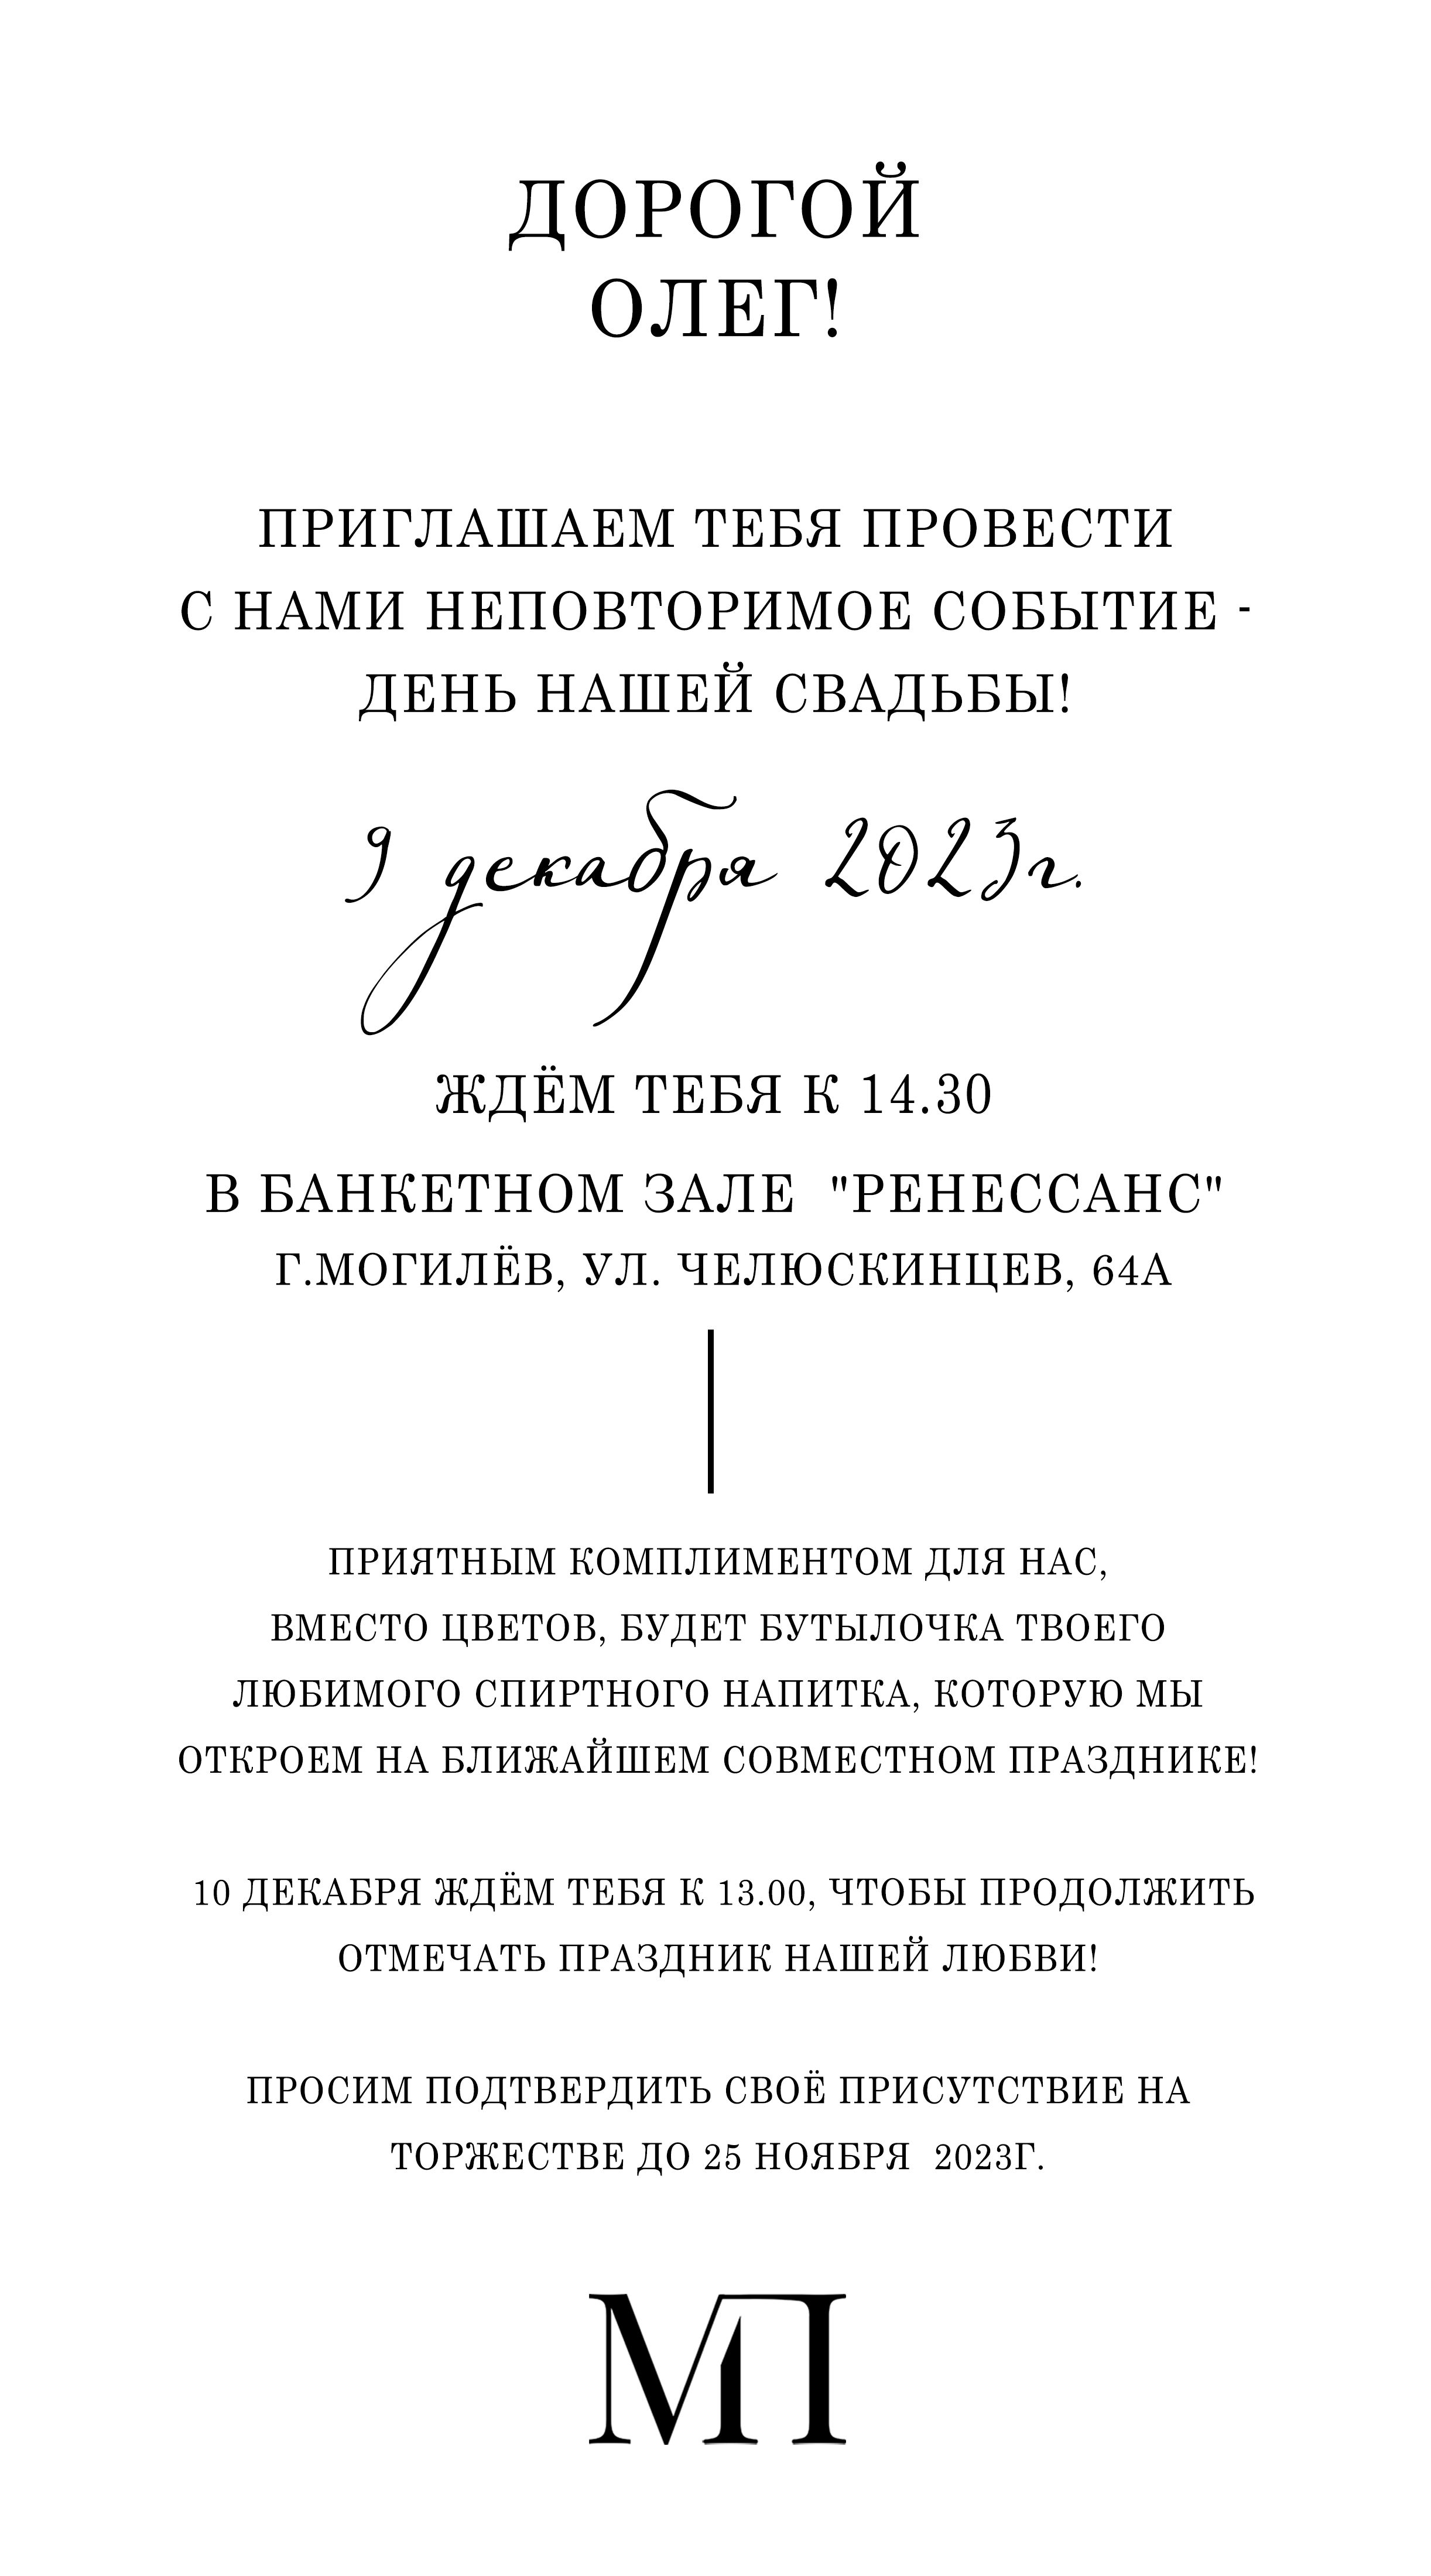 ДОРОГОЙ
ОЛЕГ!
ПРИГЛАШАЕМ ТЕБЯ ПРОВЕСТИ
С НАМИ НЕПОВТОРИМОЕ СОБЫТИЕ -
ДЕНЬ НАШЕЙ СВАДЬБЫ!
9 декабря 2023г.
ЖДЁМ ТЕБЯ К 14.30
В БАНКЕТНОМ ЗАЛЕ "РЕНЕССАНС"
Г.МОГИЛЁВ, УЛ. ЧЕЛЮСКИНЦЕВ, 64А
ПРИЯТНЫМ КОМПЛИМЕНТОМ ДЛЯ НАС,
ВМЕСТО ЦВЕТОВ, БУДЕТ БУТЫЛОЧКА ТВОЕГО
ЛЮБИМОГО СПИРТНОГО НАПИТКА, КОТОРУЮ МЫ
ОТКРОЕМ НА БЛИЖАЙШЕМ СОВМЕСТНОМ ПРАЗДНИКЕ!
10 ДЕКАБРЯ ЖДЁМ ТЕБЯ К 13.00, ЧТОБЫ ПРОДОЛЖИТЬ
ОТМЕЧАТЬ ПРАЗДНИК НАШЕЙ ЛЮБВИ!
ПРОСИМ ПОДТВЕРДИТЬ СВОЁ ПРИСУТСТВИЕ НА
ТОРЖЕСТВЕ ДО 25 НОЯБРЯ 2023Г.
МП